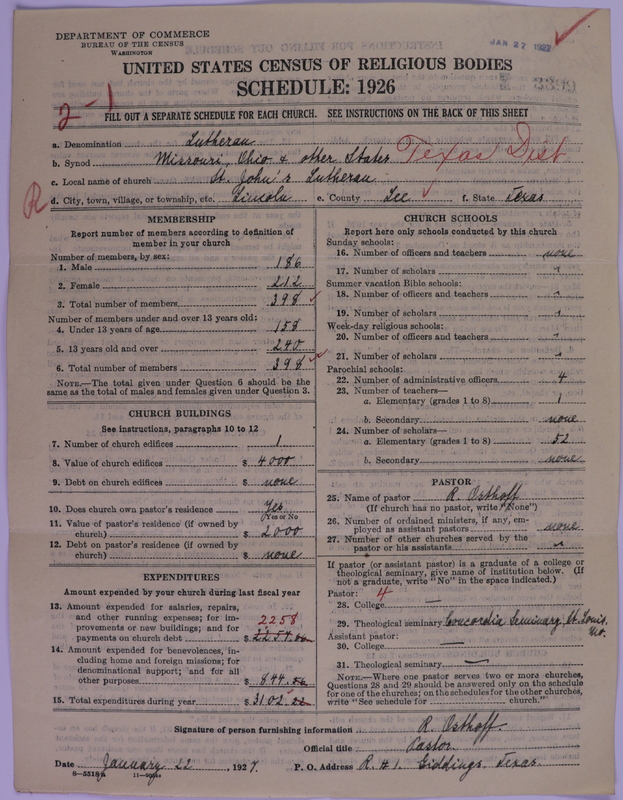 DEPARTMENT OF COMMERCE
BUREAU OF THE CENSUS
WASHINGTON
JAN 27 1927
UNITED STATES CENSUS OF RELIGIOUS BODIES
SCHEDULE: 1926
2-1
FILL OUT A SEPARATE SCHEDULE FOR EACH CHURCH. SEE INSTRUCTIONS ON THE BACK OF THIS SHEET
a. Denomination Lutheran
b. Synod Missouri, Ohio & other States Texas Dist
c. Local name of church St. John's Lutheran
R d. City, town, village, or township, etc. Lincoln e. County Lee f. State Texas
MEMBERSHIP
Report number of members according to definition of
member in your church
Number of members, by sex:
1. Male 186
2. Female 212
3. Total number of members 398
Number of members under and over 13 years old:
4. Under 13 years of age 158
5. 13 years old and over 240
6. Total number of members 398
NOTE.—The total given under Question 6 should be the
same as the total of males and females given under Question 3.
CHURCH BUILDINGS
See instructions, paragraphs 10 to 12
7. Number of church edifices 1
8. Value of church edifices $ 4000
9. Debt on church edifices $ none
10. Does church own pastor's residence Yes
(Yes or No
11. Value of pastor's residence (if owned by
church) $ 2000
12. Debt on pastor's residence (if owned by
church) $ none
EXPENDITURES
Amount expended by your church during last fiscal year
13. Amount expended for salaries, repairs,
and other running expenses; for im- 2258
provements or new buildings; and for
payments on church debt $
14. Amount expended for benevolences, in-
cluding home and foreign missions; for
denominational support; and for all
other purposes $ 844.
15. Total expenditures during year $ 3102.
CHURCH SCHOOLS
Report here only schools conducted by this church
Sunday schools:
16. Number of officers and teachers none
17. Number of scholars "
Summer vacation Bible schools:
18. Number of officers and teachers "
19. Number of scholars "
Week-day religious schools:
20. Number of officers and teachers "
21. Number of scholars "
Parochial schools:
22. Number of administrative officers 4
23. Number of teachers—
a. Elementary (grades 1 to 8) 1
b. Secondary none
24. Number of scholars—
a. Elementary (grades 1 to 8) 52
b. Secondary none
PASTOR
25. Name of pastor R. Osthoff
(If church has no pastor, write "None")
26. Number of ordained ministers, if any, em-
ployed as assistant pastors none
27. Number of other churches served by the
pastor or his assistants "
If pastor (or assistant pastor) is a graduate of a college or
theological seminary, give name of institution below. (If
not a graduate, write "No" in the space indicated.)
Pastor: 4
28. College —
29. Theological seminary Concordia Seminary, St. Louis,
Mo.
Assistant pastor:
30. College —
31. Theological seminary —
NOTE.—Where one pastor serves two or more churches,
Questions 28 and 29 should be answered only on the schedule
for one of the churches; on the schedules for the other churches,
write "See schedule for church."
Signature of person furnishing information R. Osthoff.
Official title Pastor
Date January 22, 1927. P. O. Address R. #1. Giddings, Texas.